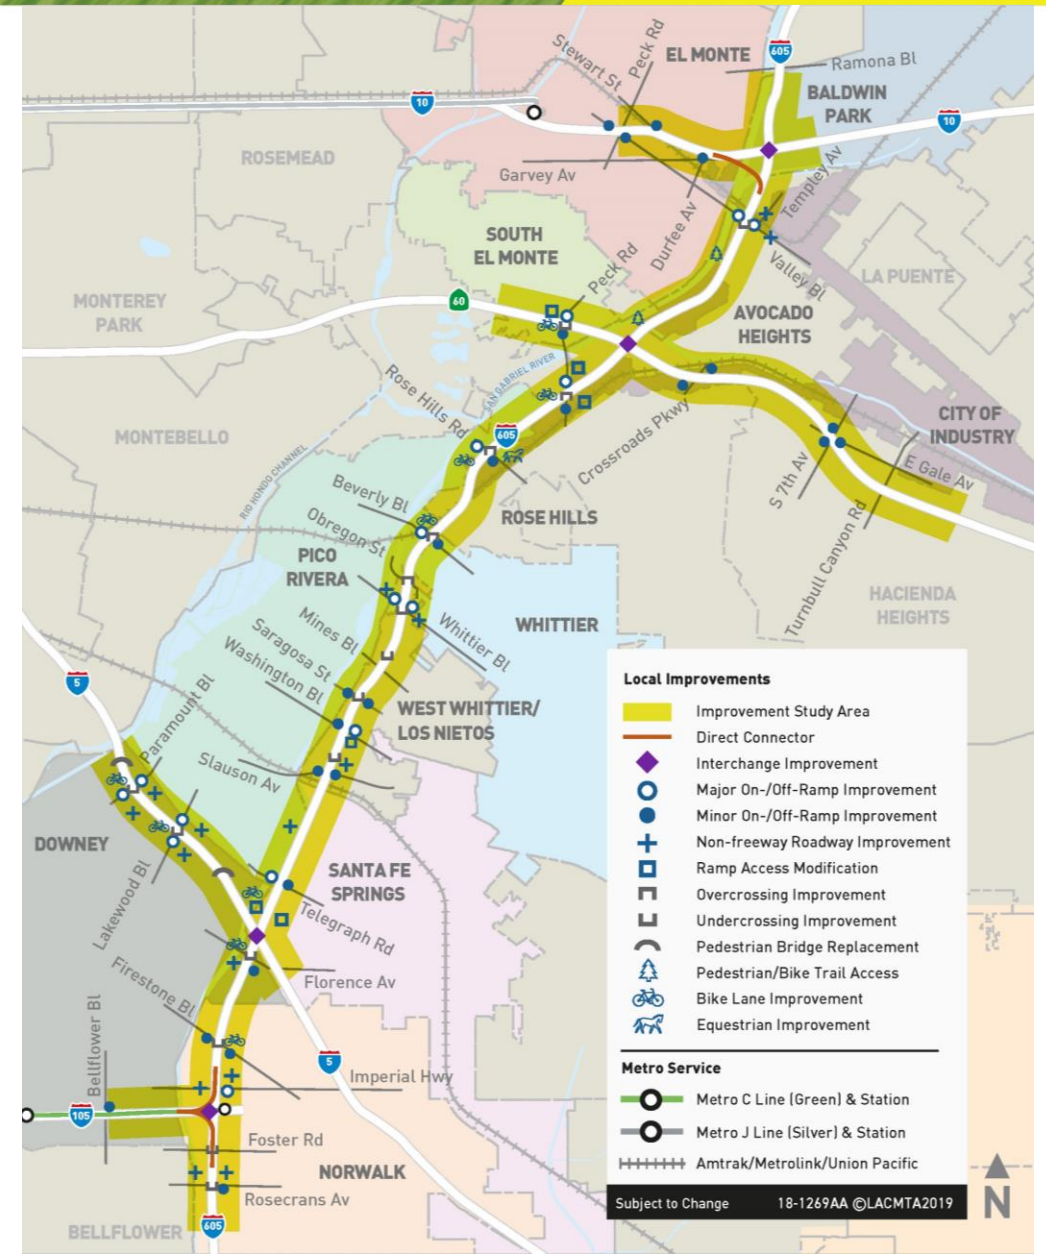 Stewart St
Peck Rd
EL MONTE
605
Ramona Bl
BALDWIN
PARK
10
10
ROSEMEAD
Garvey Av
Durfee Av
Templey Av
SOUTH
EL MONTE
Peck Rd
Valley Bl
LA PUENTE
MONTEREY
PARK
60
AVOCADO
HEIGHTS
SAN GABRIEL RIVER
Rose Hills Rd
605
Crossroads Pkwy
CITY OF
INDUSTRY
MONTEBELLO
RIO HONDO CHANNEL
S 7th Av
E Gale Av
Beverly Bl
Obregon St
ROSE HILLS
PICO
RIVERA
Turnbull Canyon Rd
HACIENDA
HEIGHTS
Mines Bl
Saragosa St
Washington Bl
Whittier Bl
WHITTIER
5
Paramount Bl
WEST WHITTIER/
LOS NIETOS
Slauson Av
DOWNEY
Lakewood Bl
SANTA FE
SPRINGS
Telegraph Rd
Florence Av
Firestone Bl
Bellflower Bl
5
Imperial Hwy
105
Foster Rd
NORWALK
Rosecrans Av
BELLFLOWER
605
Local Improvements
Improvement Study Area
Direct Connector
Interchange Improvement
Major On-/Off-Ramp Improvement
Minor On-/Off-Ramp Improvement
Non-freeway Roadway Improvement
Ramp Access Modification
Overcrossing Improvement
Undercrossing Improvement
Pedestrian Bridge Replacement
Pedestrian/Bike Trail Access
Bike Lane Improvement
Equestrian Improvement
Metro Service
Metro C Line (Green) & Station
Metro J Line (Silver) & Station
Amtrak/Metrolink/Union Pacific
Subject to Change 18-1269AA ©LACMTA2019
N